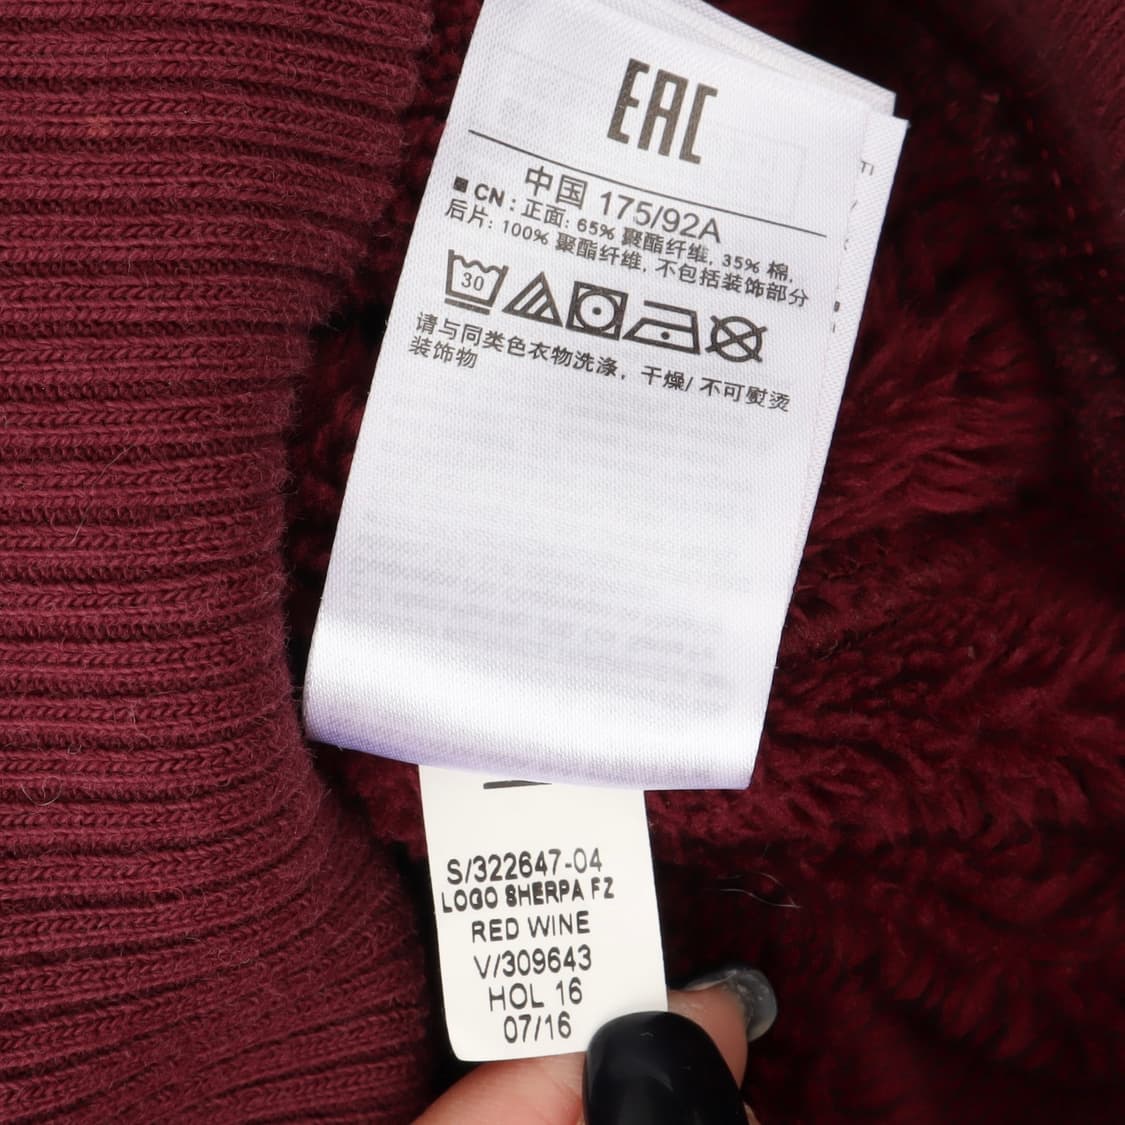 EAC
中国 175/92A
■ CN : 正面: 65% 聚酯纤维, 35% 棉,
后片: 100% 聚酯纤维, 不包括装饰部分
30
请与同类色衣物洗涤, 干燥/ 不可熨烫
装饰物
S/322647-04
LOGO SHERPA FZ
RED WINE
V/309643
HOL 16
07/16